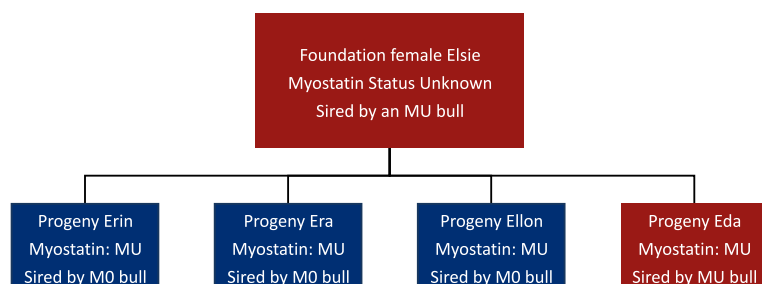 Foundation female Elsie
Myostatin Status Unknown
Sired by an MU bull
Progeny Erin
Myostatin: MU
Sired by M0 bull
Progeny Era
Myostatin: MU
Sired by M0 bull
Progeny Ellon
Myostatin: MU
Sired by M0 bull
Progeny Eda
Myostatin: MU
Sired by MU bull